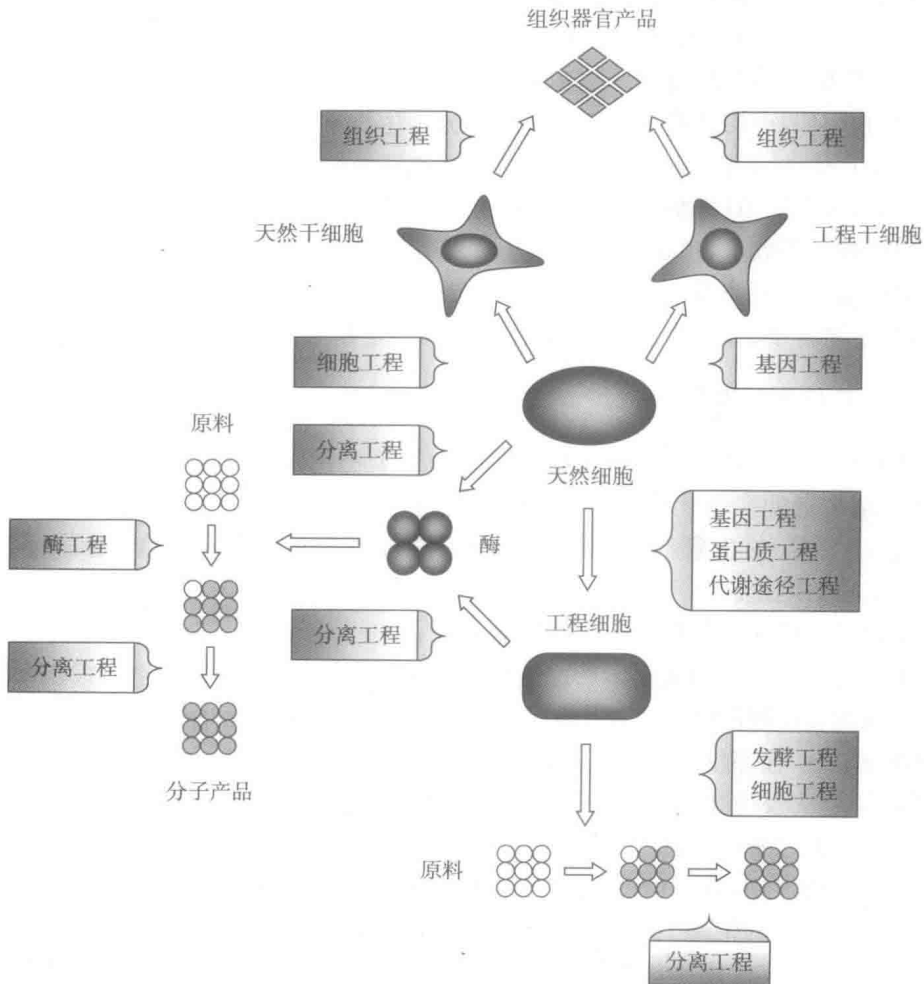 组织器官产品
组织工程
组织工程
天然干细胞
工程干细胞
细胞工程
基因工程
原料
分离工程
天然细胞
基因工程
蛋白质工程
代谢途径工程
酶工程
酶
分离工程
工程细胞
分离工程
分子产品
发酵工程
细胞工程
原料
分离工程